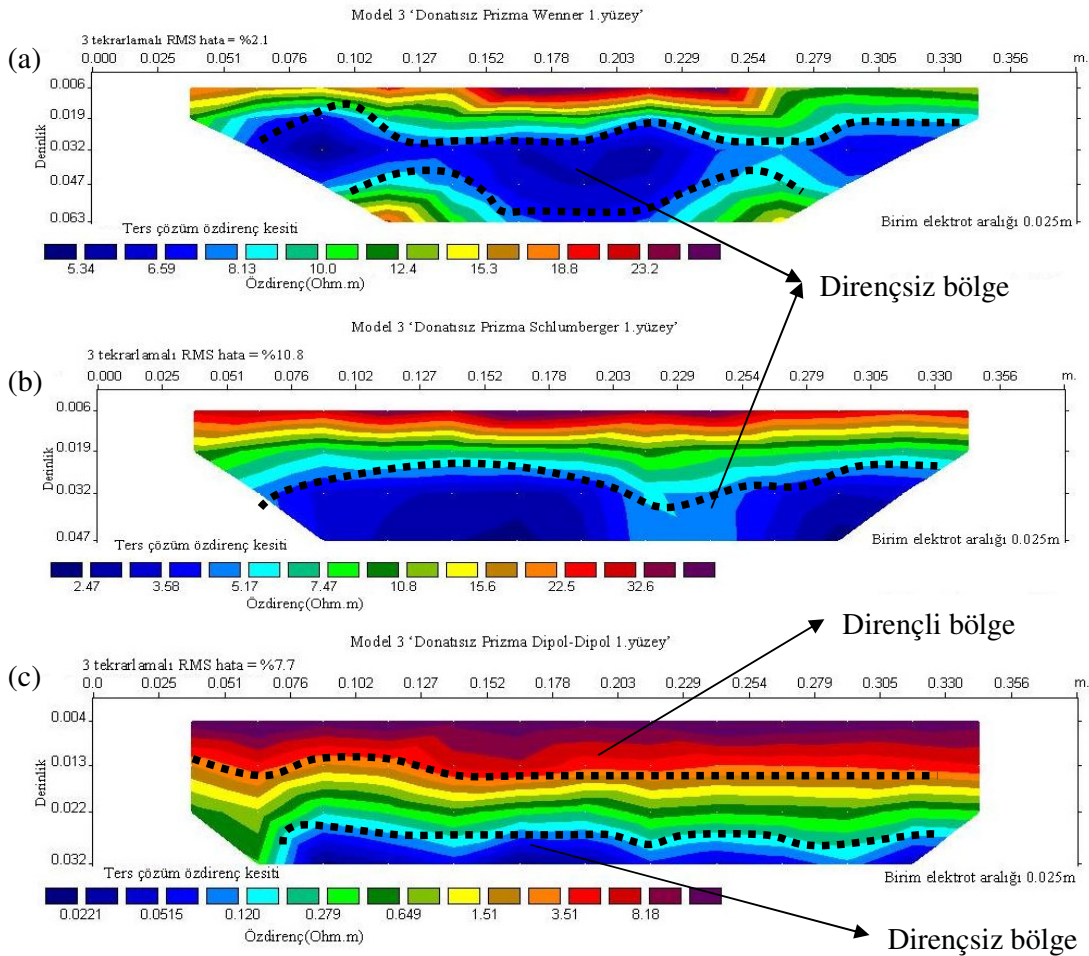 Model 3 ‘Donatısız Prizma Wenner 1.yüzey’
3 tekrarlamalı RMS hata = %2.1
(a)
0.000 0.025 0.051 0.076 0.102 0.127 0.152 0.178 0.203 0.229 0.254 0.279 0.305 0.330 0.356 m.
0.006
0.019
0.032
0.047
0.063
Derinlik
Ters çözüm özdirenç kesiti
Birim elektrot aralığı 0.025m
5.34 6.59 8.13 10.0 12.4 15.3 18.8 23.2
Özdirenç(Ohm.m)
Dirençsiz bölge
Model 3 ‘Donatısız Prizma Schlumberger 1.yüzey’
3 tekrarlamalı RMS hata = %10.8
(b)
0.000 0.025 0.051 0.076 0.102 0.127 0.152 0.178 0.203 0.229 0.254 0.279 0.305 0.330 0.356 m.
0.006
0.019
0.032
0.047
Derinlik
Ters çözüm özdirenç kesiti
Birim elektrot aralığı 0.025m
2.47 3.58 5.17 7.47 10.8 15.6 22.5 32.6
Özdirenç(Ohm.m)
Dirençli bölge
Model 3 ‘Donatısız Prizma Dipol-Dipol 1.yüzey’
3 tekrarlamalı RMS hata = %7.7
(c)
0.0 0.025 0.051 0.076 0.102 0.127 0.152 0.178 0.203 0.229 0.254 0.279 0.305 0.330 0.356 m.
0.004
0.013
0.022
0.032
Derinlik
Ters çözüm özdirenç kesiti
Birim elektrot aralığı 0.025m
0.0221 0.0515 0.120 0.279 0.649 1.51 3.51 8.18
Özdirenç(Ohm.m)
Dirençsiz bölge